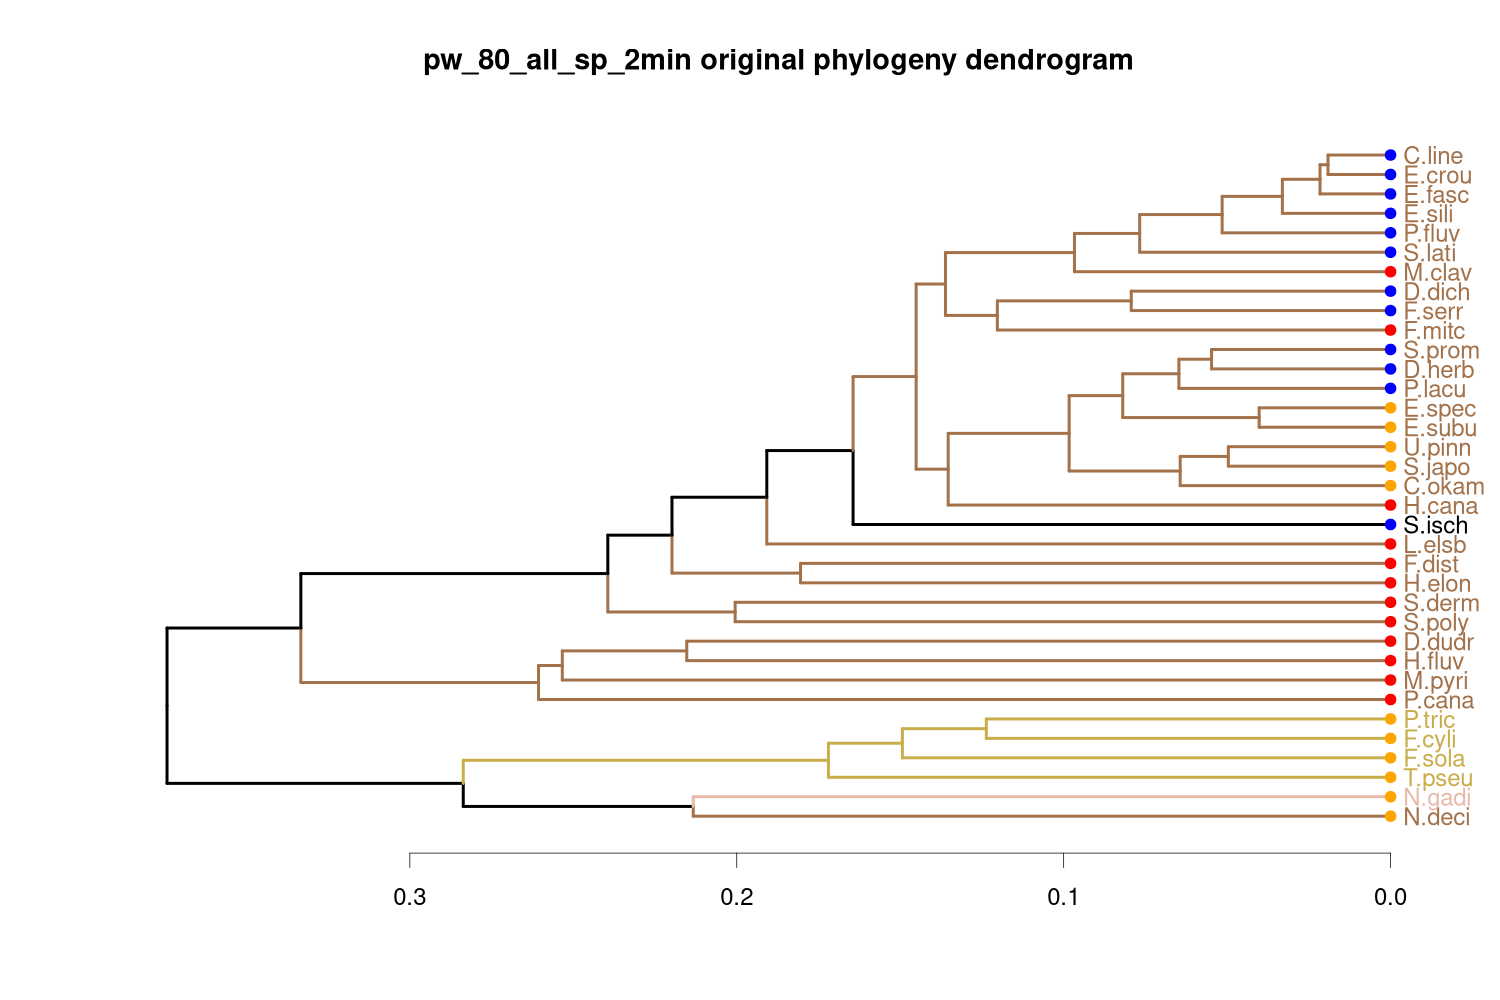 pw_80_all_sp_2min original phylogeny dendrogram
C.line
E.crou
E.fasc
E.sili
P.fluv
S.lati
M.clav
D.dich
F.serr
F.mitc
S.prom
D.herb
P.lacu
E.spec
E.subu
U.pinn
S.japo
C.okam
H.cana
S.isch
L.elsb
F.dist
H.elon
S.derm
S.poly
D.dudr
H.fluv
M.pyri
P.cana
P.tric
F.cyli
F.sola
T.pseu
N.gadi
N.deci
0.3 0.2 0.1 0.0